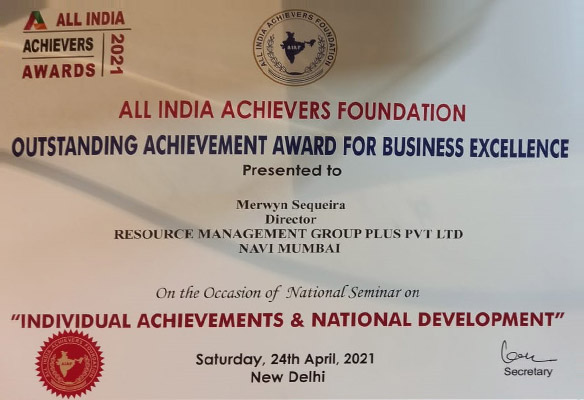 ALL INDIA
ACHIEVERS
AWARDS
2021
ALL INDIA ACHIEVERS FOUNDATION
ALL INDIA ACHIEVERS FOUNDATION
OUTSTANDING ACHIEVEMENT AWARD FOR BUSINESS EXCELLENCE
Presented to
Merwyn Sequeira
Director
RESOURCE MANAGEMENT GROUP PLUS PVT LTD
NAVI MUMBAI
On the Occasion of National Seminar on
"INDIVIDUAL ACHIEVEMENTS & NATIONAL DEVELOPMENT"
Saturday, 24th April, 2021
New Delhi
Secretary